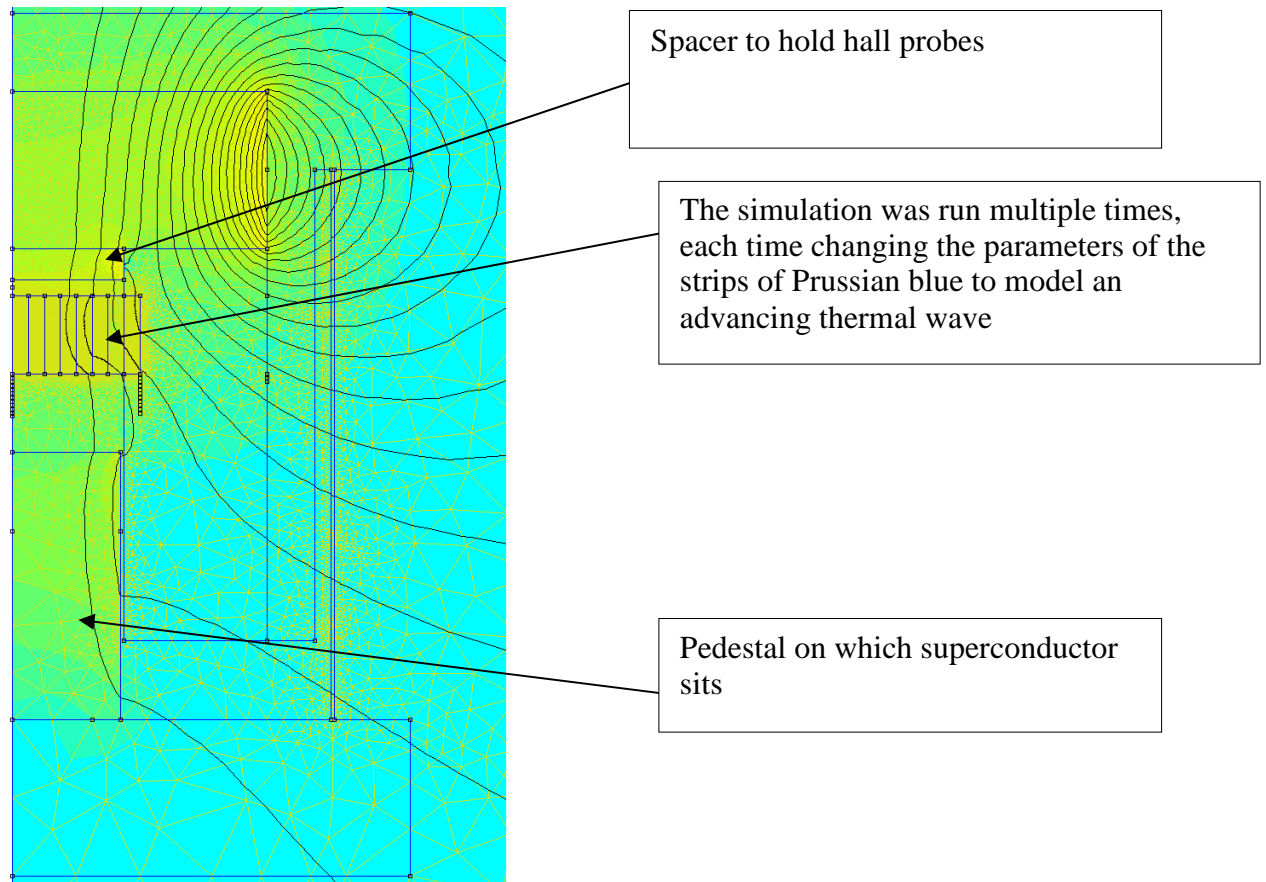 Spacer to hold hall probes
The simulation was run multiple times,
each time changing the parameters of the
strips of Prussian blue to model an
advancing thermal wave
Pedestal on which superconductor
sits